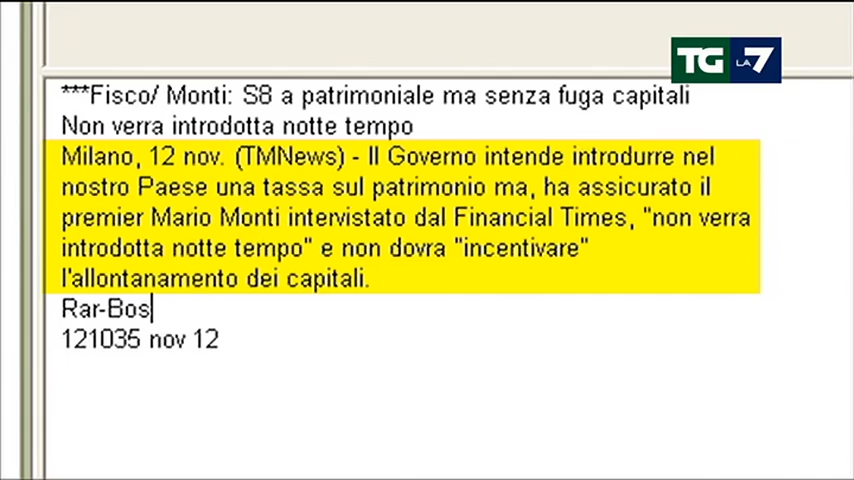 TG LA 7
***Fisco/ Monti: S8 a patrimoniale ma senza fuga capitali
Non verra introdotta notte tempo
Milano, 12 nov. (TMNews) - Il Governo intende introdurre nel
nostro Paese una tassa sul patrimonio ma, ha assicurato il
premier Mario Monti intervistato dal Financial Times, "non verra
introdotta notte tempo" e non dovra "incentivare"
l'allontanamento dei capitali.
Rar-Bos
121035 nov 12